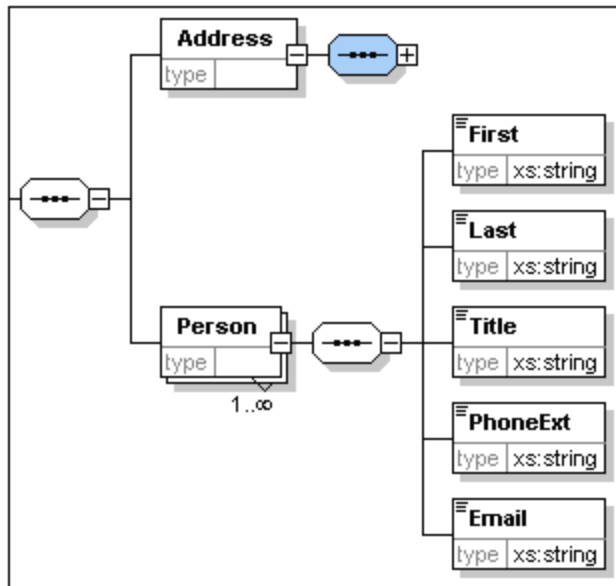 Address
type
First
type xs:string
Last
type xs:string
Person
type
1..∞
Title
type xs:string
PhoneExt
type xs:string
Email
type xs:string